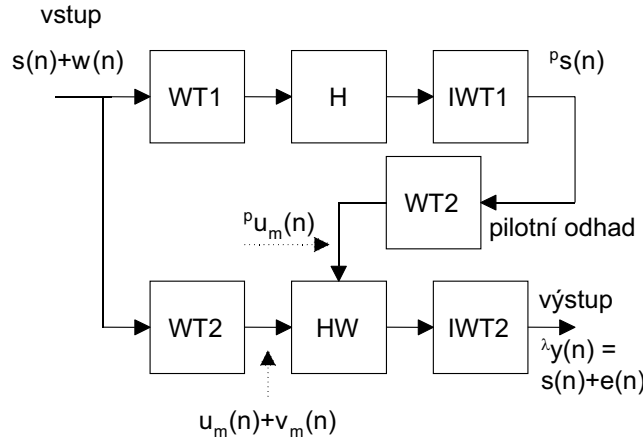 vstup
s(n)+w(n)
WT1
H
IWT1
ᵖs(n)
WT2
ᵖuₘ(n)
pilotní odhad
WT2
HW
IWT2
výstup
^λy(n) =
s(n)+e(n)
uₘ(n)+vₘ(n)